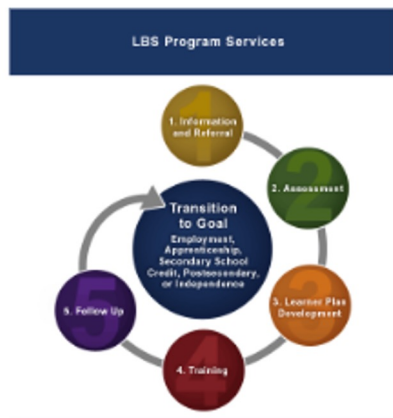 LBS Program Services
1. Information
and Referral
2. Assessment
3. Learner Plan
Development
4. Training
5. Follow Up
Transition
to Goal
Employment,
Apprenticeship,
Secondary School
Credit, Postsecondary,
or Independence